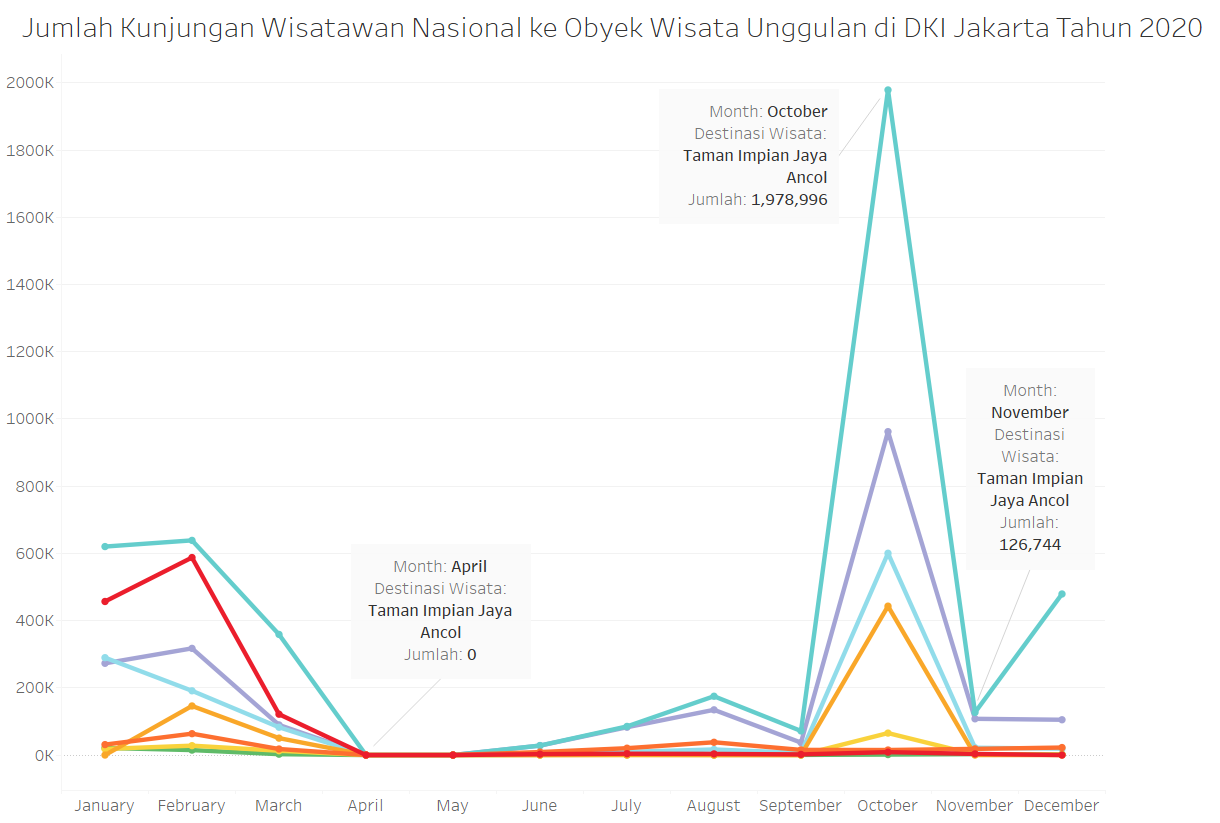 Jumlah Kunjungan Wisatawan Nasional ke Obyek Wisata Unggulan di DKI Jakarta Tahun 2020
2000K
1800K
1600K
1400K
1200K
1000K
800K
600K
400K
200K
0K
Month: October
Destinasi Wisata:
Taman Impian Jaya
Ancol
Jumlah: 1,978,996
Month:
November
Destinasi
Wisata:
Taman Impian
Jaya Ancol
Jumlah:
126,744
Month: April
Destinasi Wisata:
Taman Impian Jaya
Ancol
Jumlah: 0
January February March April May June July August September October November December